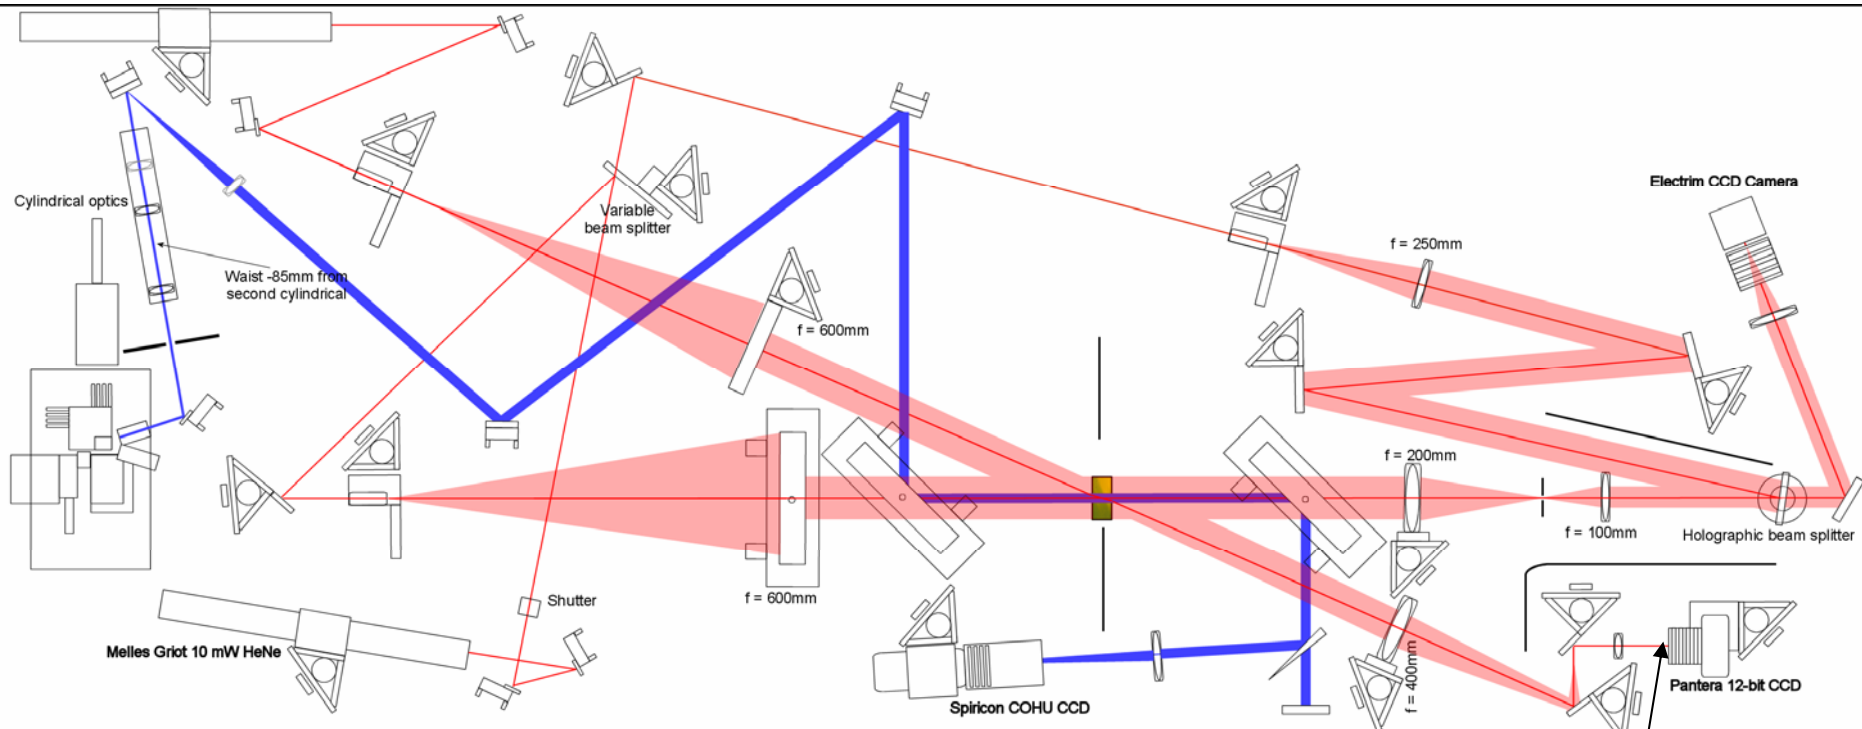 Electrim CCD Camera
Cylindrical optics
Variable
beam splitter
f = 250mm
Waist -85mm from
second cylindrical
f = 600mm
f = 200mm
f = 100mm
Holographic beam splitter
f = 600mm
Shutter
Melles Griot 10 mW HeNe
f = 400mm
Pantera 12-bit CCD
Spiricon COHU CCD